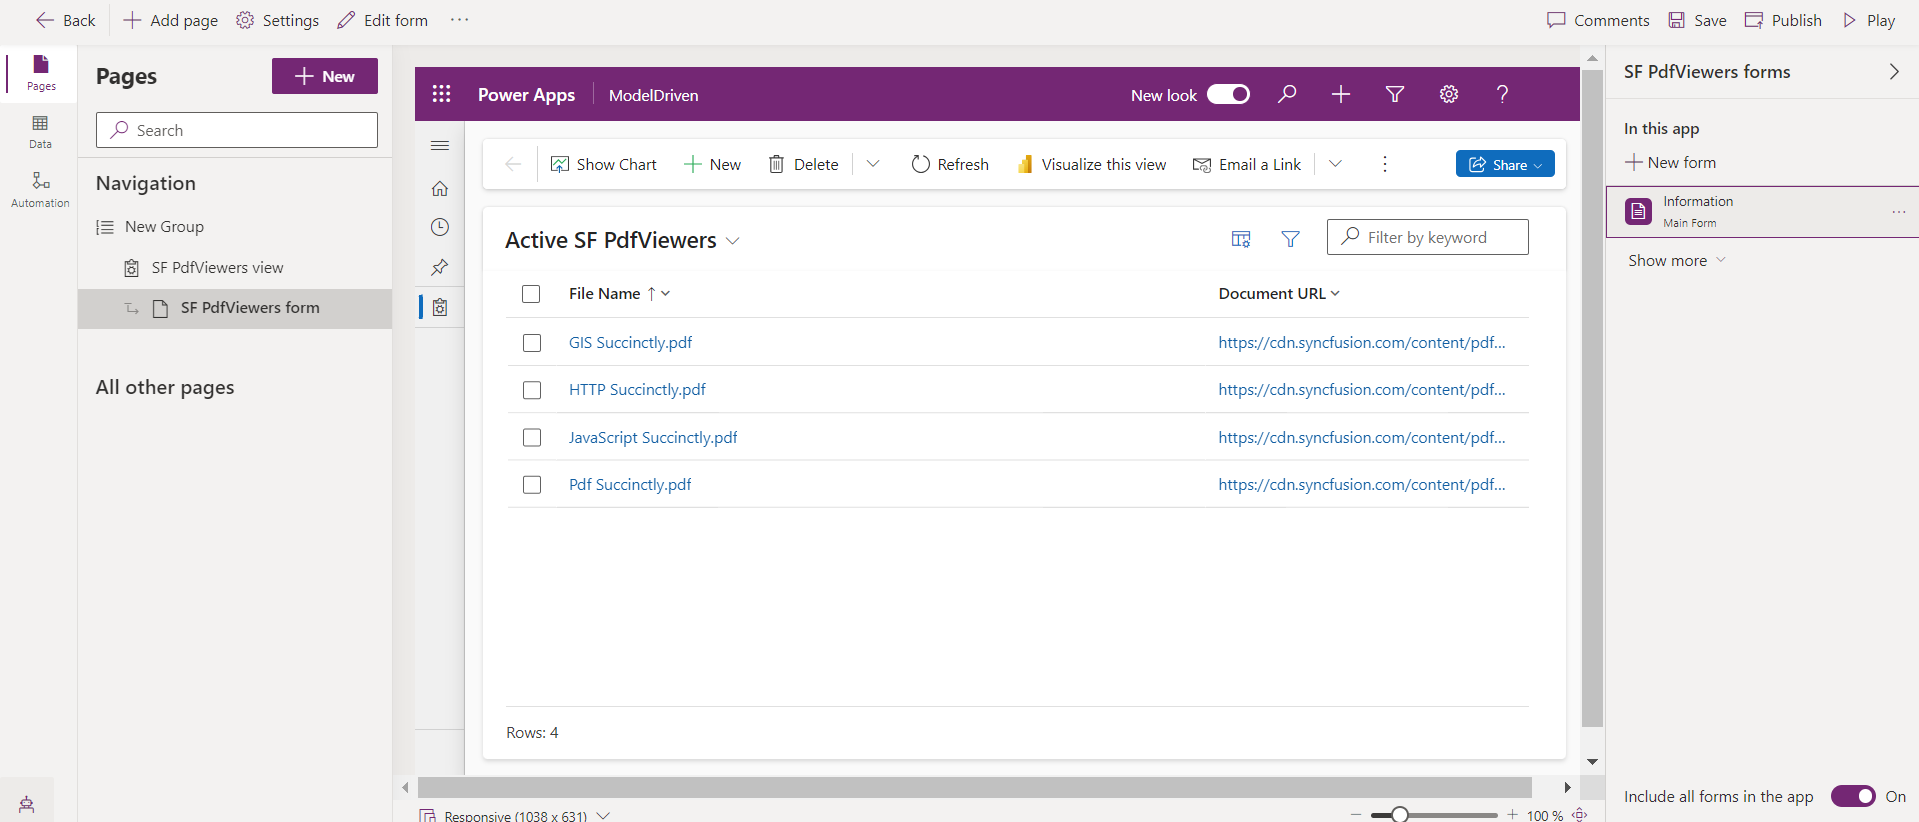 Back
Add page
Settings
Edit form
Comments
Save
Publish
Play
Pages
Data
Automation
Pages
New
Search
Navigation
New Group
SF PdfViewers view
SF PdfViewers form
All other pages
Power Apps
ModelDriven
New look
Show Chart
New
Delete
Refresh
Visualize this view
Email a Link
Share
Active SF PdfViewers
Filter by keyword
File Name
Document URL
GIS Succinctly.pdf
https://cdn.syncfusion.com/content/pdf...
HTTP Succinctly.pdf
https://cdn.syncfusion.com/content/pdf...
JavaScript Succinctly.pdf
https://cdn.syncfusion.com/content/pdf...
Pdf Succinctly.pdf
https://cdn.syncfusion.com/content/pdf...
Rows: 4
Responsive (1038 x 631)
100 %
SF PdfViewers forms
In this app
New form
Information
Main Form
Show more
Include all forms in the app
On